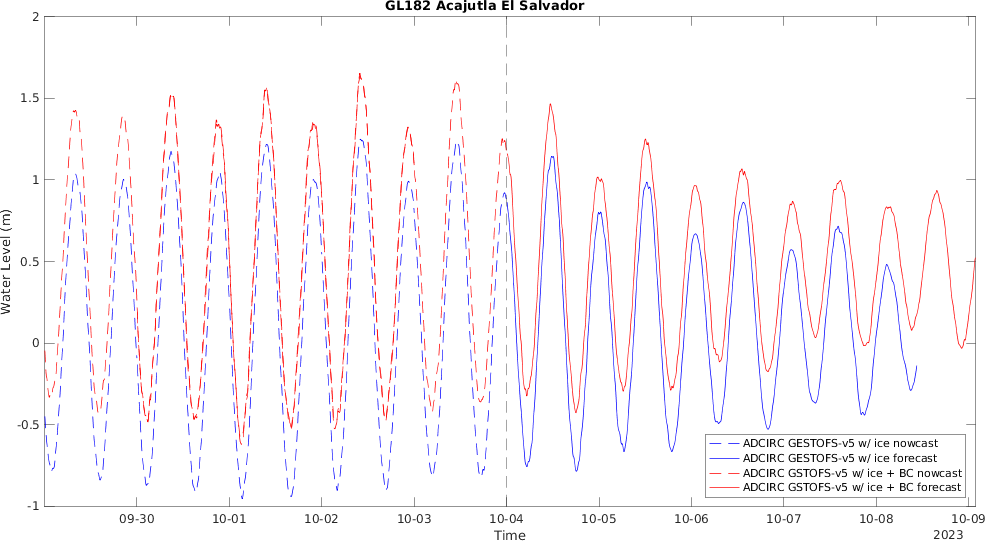 GL182 Acajutla El Salvador
2
1.5
1
0.5
0
-0.5
-1
Water Level (m)
09-30
10-01
10-02
10-03
10-04
10-05
10-06
10-07
10-08
10-09
Time
2023
ADCIRC GESTOFS-v5 w/ ice nowcast
ADCIRC GESTOFS-v5 w/ ice forecast
ADCIRC GSTOFS-v5 w/ ice + BC nowcast
ADCIRC GSTOFS-v5 w/ ice + BC forecast